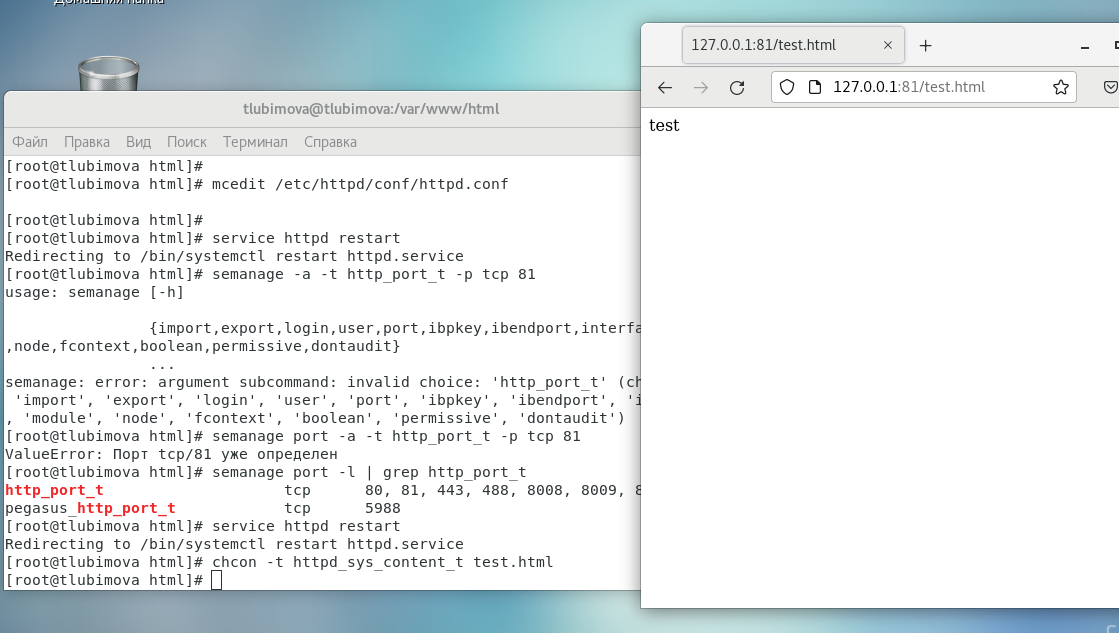 Домашняя папка
tlubimova@tlubimova:/var/www/html
Файл Правка Вид Поиск Терминал Справка
[root@tlubimova html]#
[root@tlubimova html]# mcedit /etc/httpd/conf/httpd.conf
[root@tlubimova html]#
[root@tlubimova html]# service httpd restart
Redirecting to /bin/systemctl restart httpd.service
[root@tlubimova html]# semanage -a -t http_port_t -p tcp 81
usage: semanage [-h]
{import,export,login,user,port,ibpkey,ibendport,interfa
,node,fcontext,boolean,permissive,dontaudit}
...
semanage: error: argument subcommand: invalid choice: 'http_port_t' (ch
'import', 'export', 'login', 'user', 'port', 'ibpkey', 'ibendport', 'i
, 'module', 'node', 'fcontext', 'boolean', 'permissive', 'dontaudit')
[root@tlubimova html]# semanage port -a -t http_port_t -p tcp 81
ValueError: Порт tcp/81 уже определен
[root@tlubimova html]# semanage port -l | grep http_port_t
http_port_t tcp 80, 81, 443, 488, 8008, 8009, 8
pegasus_http_port_t tcp 5988
[root@tlubimova html]# service httpd restart
Redirecting to /bin/systemctl restart httpd.service
[root@tlubimova html]# chcon -t httpd_sys_content_t test.html
[root@tlubimova html]#
127.0.0.1:81/test.html
127.0.0.1:81/test.html
test